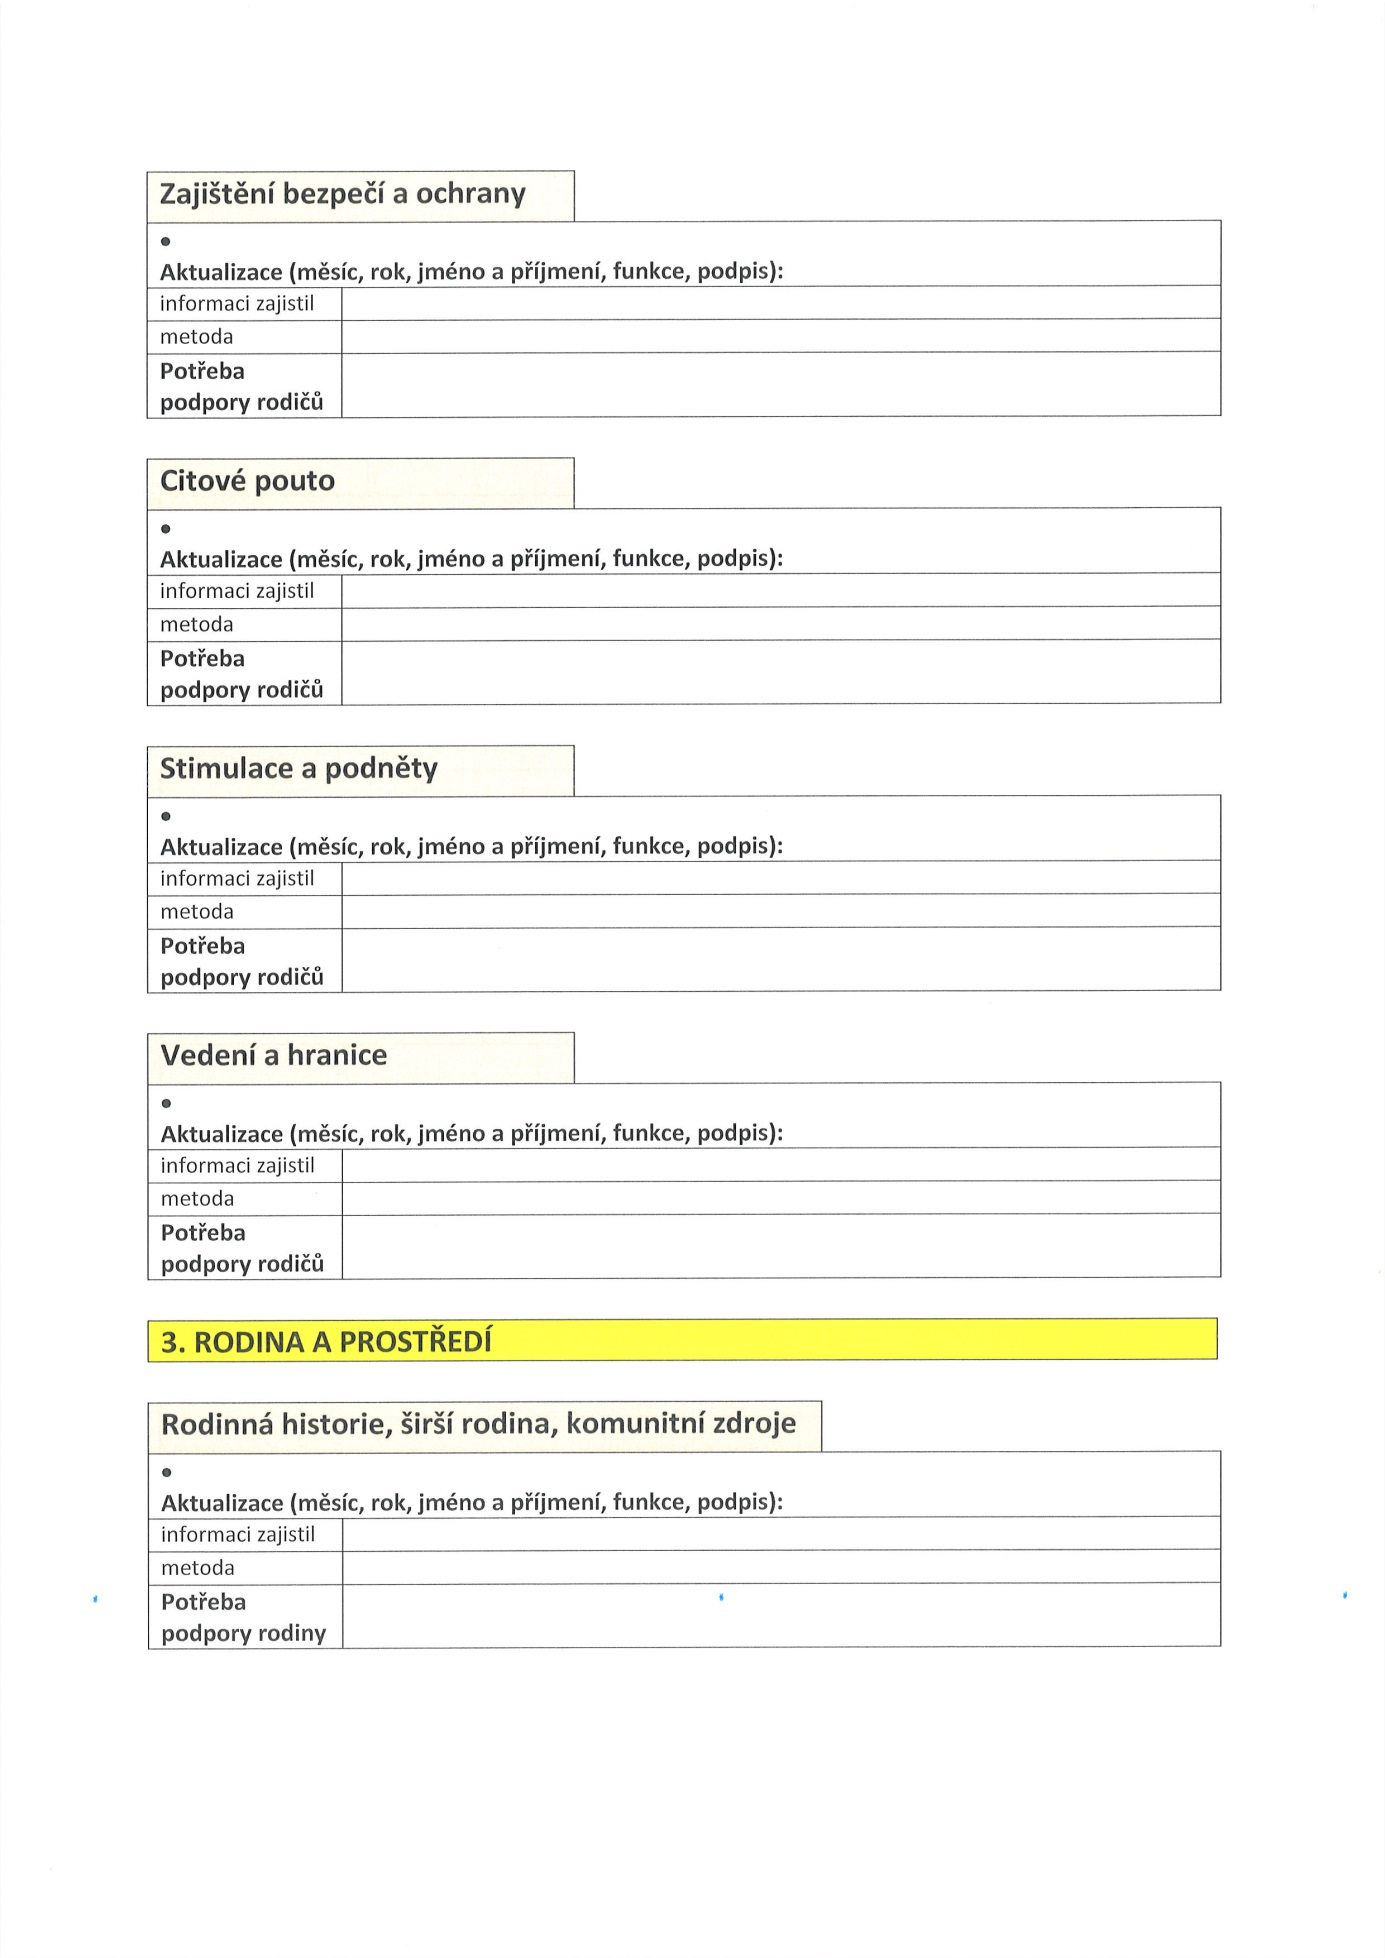 Zajištění bezpečí a ochrany
•
Aktualizace (měsíc, rok, jméno a příjmení, funkce, podpis):
informaci zajistil
metoda
Potřeba
podpory rodičů
Citové pouto
•
Aktualizace (měsíc, rok, jméno a příjmení, funkce, podpis):
informaci zajistil
metoda
Potřeba
podpory rodičů
Stimulace a podněty
•
Aktualizace (měsíc, rok, jméno a příjmení, funkce, podpis):
informaci zajistil
metoda
Potřeba
podpory rodičů
Vedení a hranice
•
Aktualizace (měsíc, rok, jméno a příjmení, funkce, podpis):
informaci zajistil
metoda
Potřeba
podpory rodičů
3. RODINA A PROSTŘEDÍ
Rodinná historie, širší rodina, komunitní zdroje
•
Aktualizace (měsíc, rok, jméno a příjmení, funkce, podpis):
informaci zajistil
metoda
Potřeba
podpory rodiny